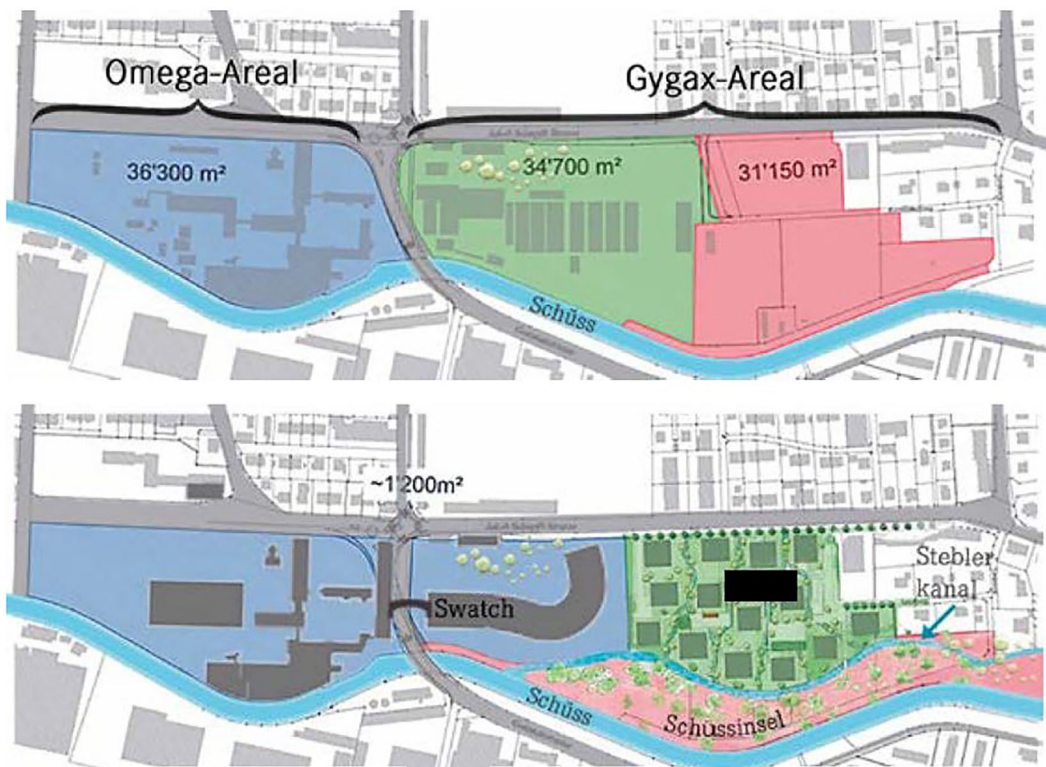 Omega-Areal
Gygax-Areal
36'300 m²
34'700 m²
31'150 m²
Schüss
~1'200m²
Stebler
kanal
Swatch
Schüss
Schüssinsel